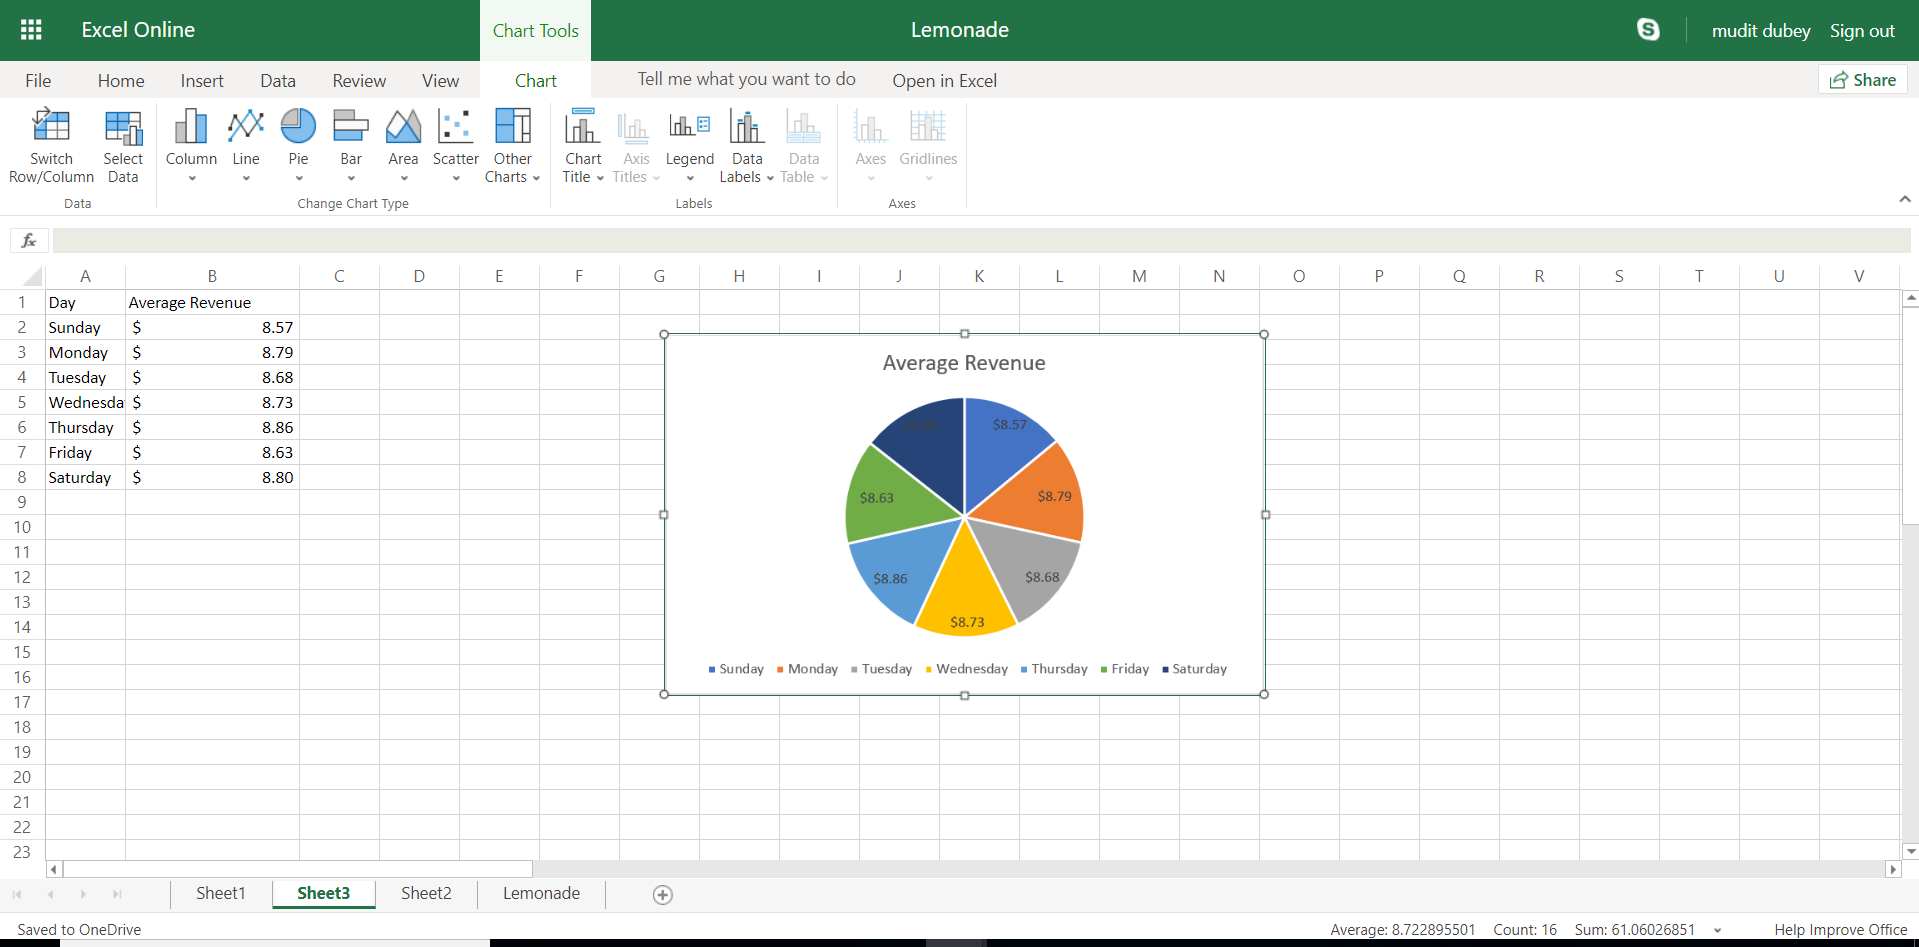 Excel Online
Chart Tools
Lemonade
mudit dubey
Sign out
File
Home
Insert
Data
Review
View
Chart
Tell me what you want to do
Open in Excel
Share
Switch
Row/Column
Select
Data
Column
Line
Pie
Bar
Area
Scatter
Other
Charts
Chart
Title
Axis
Titles
Legend
Data
Labels
Data
Table
Axes
Gridlines
Data
Change Chart Type
Labels
Axes
fx
A B C D E F G H I J K L M N O P Q R S T U V
1 Day Average Revenue
2 Sunday $ 8.57
3 Monday $ 8.79
4 Tuesday $ 8.68
5 Wednesda $ 8.73
6 Thursday $ 8.86
7 Friday $ 8.63
8 Saturday $ 8.80
9
10
11
12
13
14
15
16
17
18
19
20
21
22
23
Average Revenue
$8.57
$8.79
$8.68
$8.73
$8.86
$8.63
Sunday Monday Tuesday Wednesday Thursday Friday Saturday
Sheet1
Sheet3
Sheet2
Lemonade
Saved to OneDrive
Average: 8.722895501
Count: 16
Sum: 61.06026851
Help Improve Office